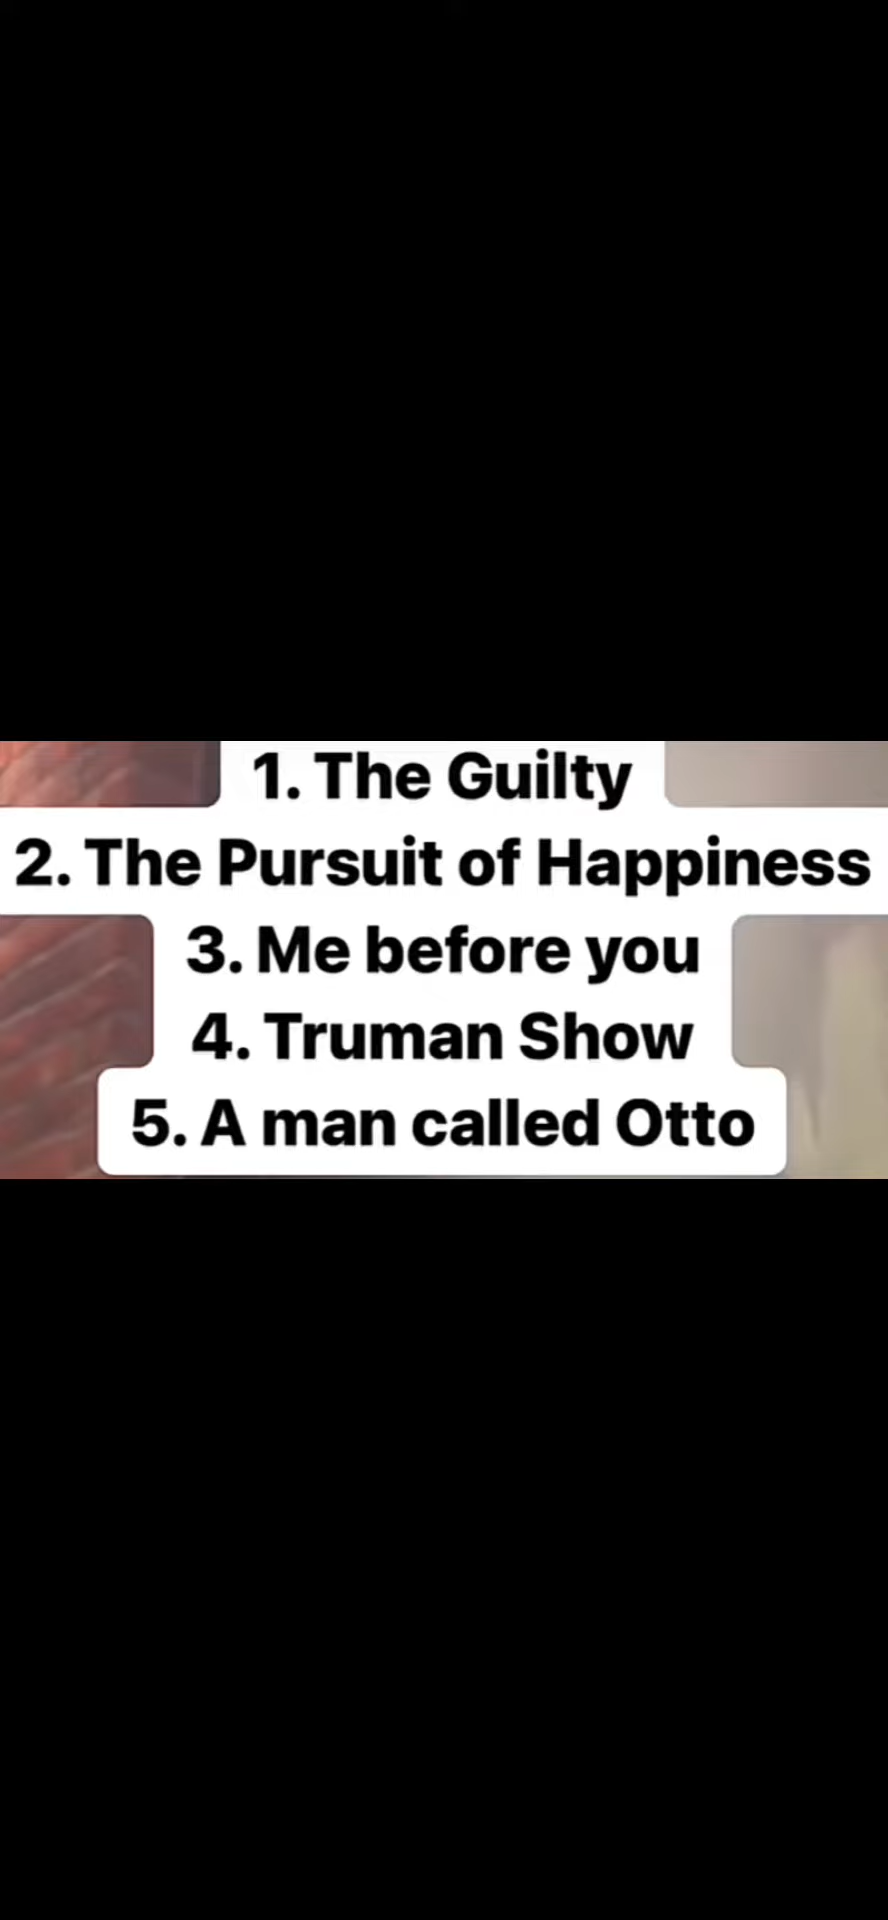 1. The Guilty
2. The Pursuit of Happiness
3. Me before you
4. Truman Show
5. A man called Otto